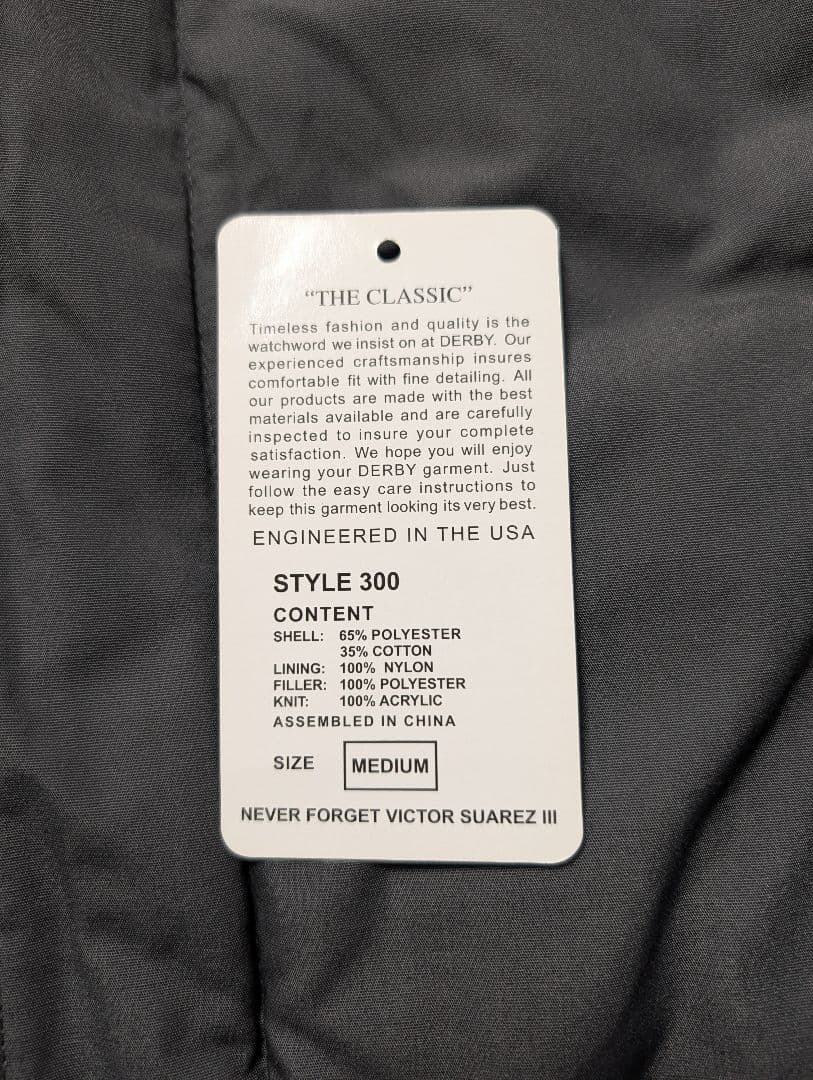 “THE CLASSIC”
Timeless fashion and quality is the
watchword we insist on at DERBY. Our
experienced craftsmanship insures
comfortable fit with fine detailing. All
our products are made with the best
materials available and are carefully
inspected to insure your complete
satisfaction. We hope you will enjoy
wearing your DERBY garment. Just
follow the easy care instructions to
keep this garment looking its very best.
ENGINEERED IN THE USA
STYLE 300
CONTENT
SHELL: 65% POLYESTER
35% COTTON
LINING: 100% NYLON
FILLER: 100% POLYESTER
KNIT: 100% ACRYLIC
ASSEMBLED IN CHINA
SIZE MEDIUM
NEVER FORGET VICTOR SUAREZ III